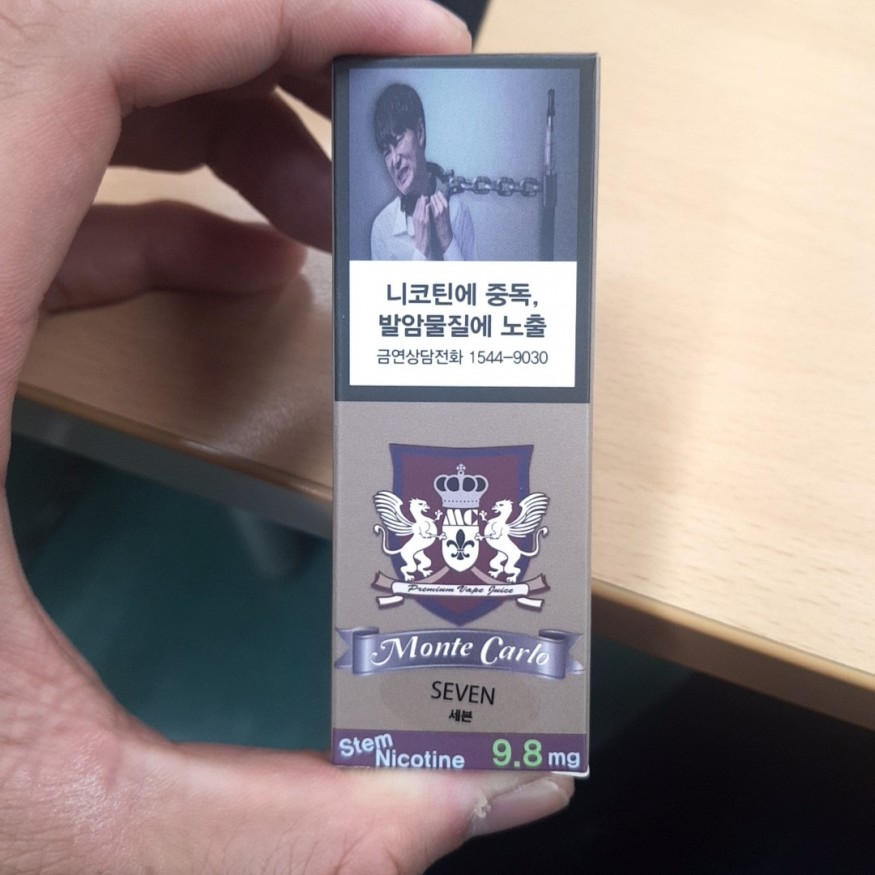 니코틴에 중독,
발암물질에 노출
금연상담전화 1544-9030
MC
Premium Vape Juice
Monte Carlo
SEVEN
세븐
Stem Nicotine 9.8 mg